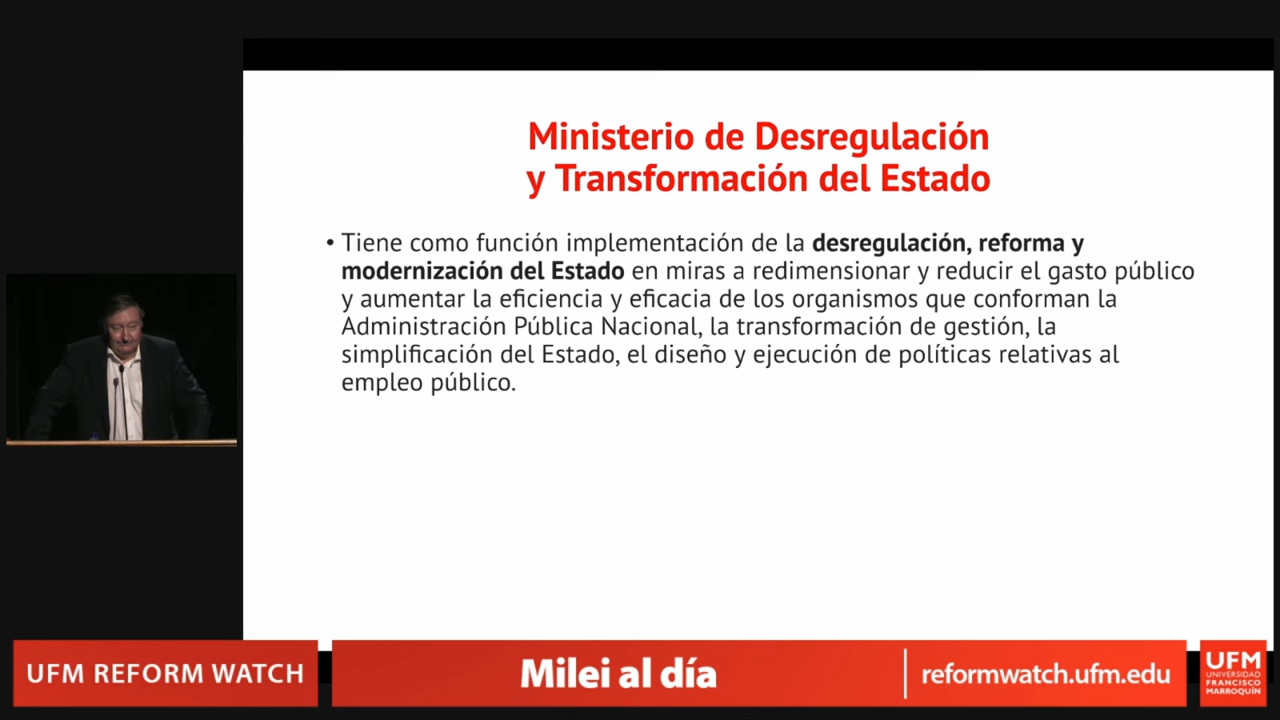 Ministerio de Desregulación
y Transformación del Estado
• Tiene como función implementación de la desregulación, reforma y
modernización del Estado en miras a redimensionar y reducir el gasto público
y aumentar la eficiencia y eficacia de los organismos que conforman la
Administración Pública Nacional, la transformación de gestión, la
simplificación del Estado, el diseño y ejecución de políticas relativas al
empleo público.
UFM REFORM WATCH
Milei al día
reformwatch.ufm.edu
UFM
UNIVERSIDAD
FRANCISCO
MARROQUÍN